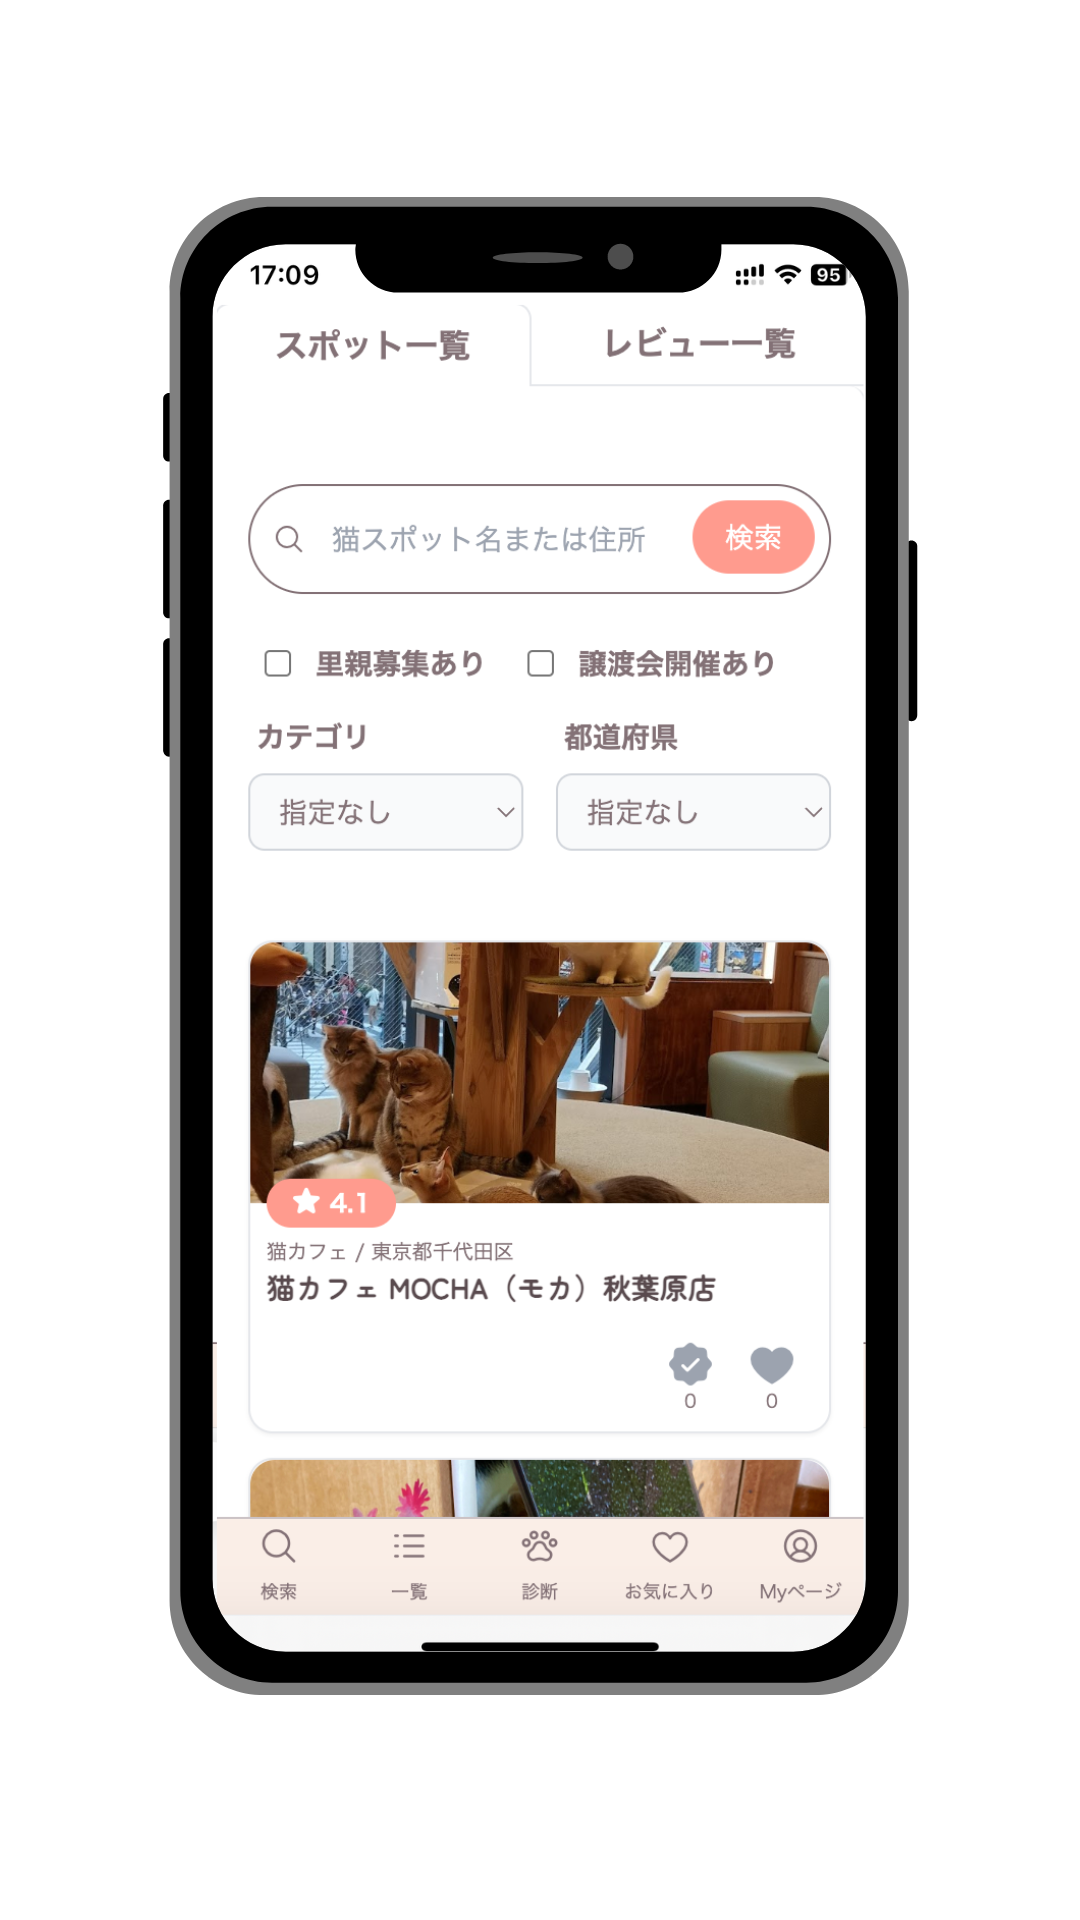 17:09
95
スポット一覧
レビュー一覧
猫スポット名または住所
検索
里親募集あり
譲渡会開催あり
カテゴリ
都道府県
指定なし
指定なし
4.1
猫カフェ / 東京都千代田区
猫カフェ MOCHA（モカ）秋葉原店
0
0
検索
一覧
診断
お気に入り
Myページ